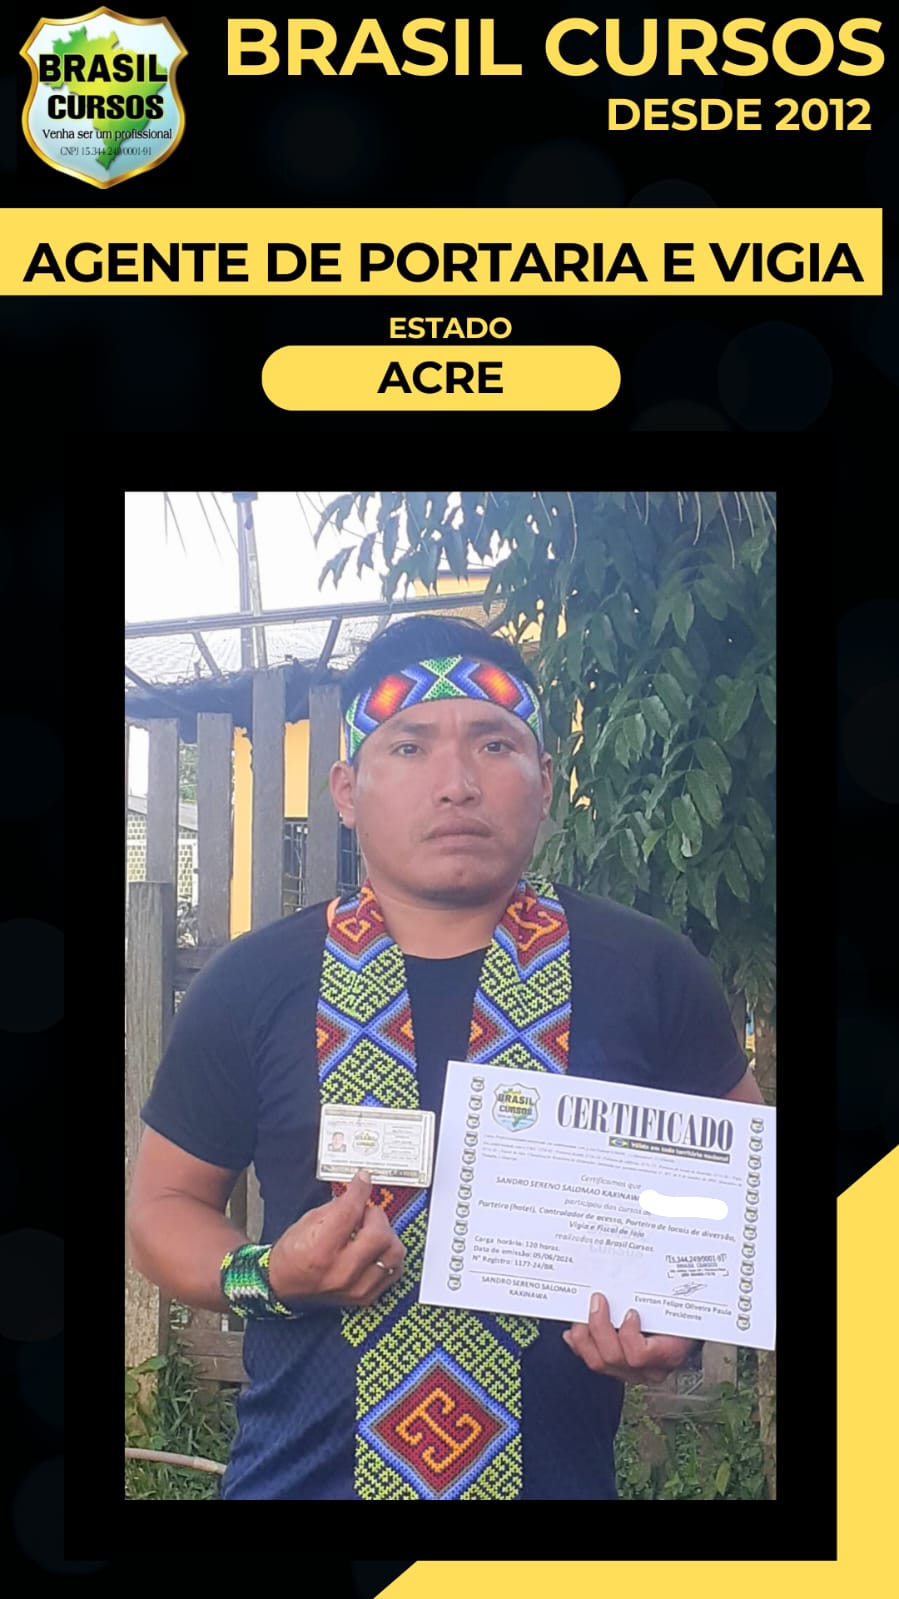 BRASIL
CURSOS
Venha ser um profissional
CNPJ 15.344.249/0001-91
BRASIL CURSOS
DESDE 2012
AGENTE DE PORTARIA E VIGIA
ESTADO
ACRE
BRASIL
CURSOS
CERTIFICADO
Válido em todo território nacional
Certificamos que
SANDRO SERENO SALOMAO KAXINAWA
participou dos cursos de
Porteiro (hotel), Controlador de acesso, Porteiro de locais de diversão,
Vigia e Fiscal de loja
realizados na Brasil Cursos.
Carga horária: 120 horas.
Data de emissão: 05/06/2024.
Nº Registro: 1177-24/BR.
15.344.249/0001-91
BRASIL CURSOS
SANDRO SERENO SALOMAO
KAXINAWA
Everton Felipe Oliveira Paula
Presidente
BRASIL
CURSOS